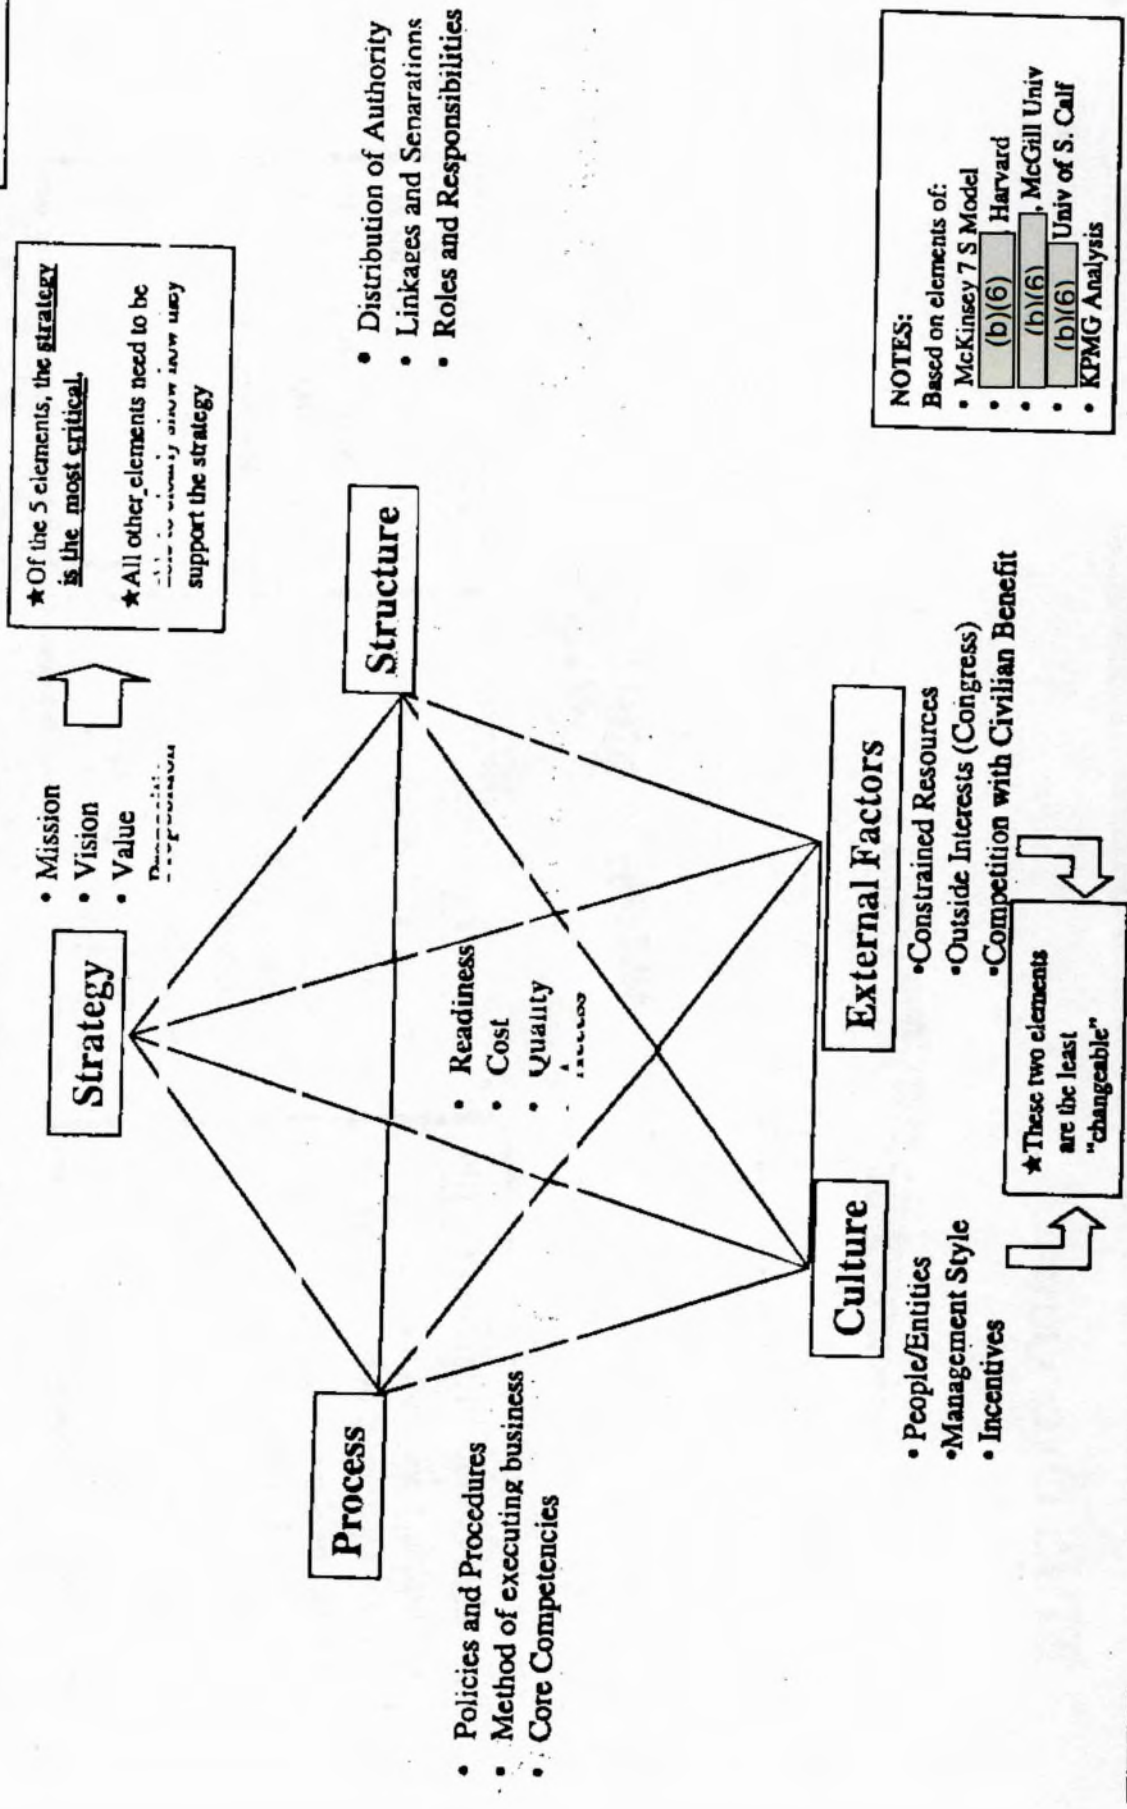 Strategy
• Mission
• Vision
• Value
★Of the 5 elements, the strategy
is the most critical.
★All other elements need to be
show how they
support the strategy
Process
Structure
• Policies and Procedures
• Method of executing business
• Core Competencies
• Readiness
• Cost
• Quality
• Distribution of Authority
• Linkages and Separations
• Roles and Responsibilities
Culture
External Factors
• People/Entities
•Management Style
• Incentives
•Constrained Resources
•Outside Interests (Congress)
•Competition with Civilian Benefit
★These two elements
are the least
"changeable"
NOTES:
Based on elements of:
• McKinsey 7 S Model
• (b)(6), Harvard
• (b)(6), McGill Univ
• (b)(6) Univ of S. Calf
• KPMG Analysis